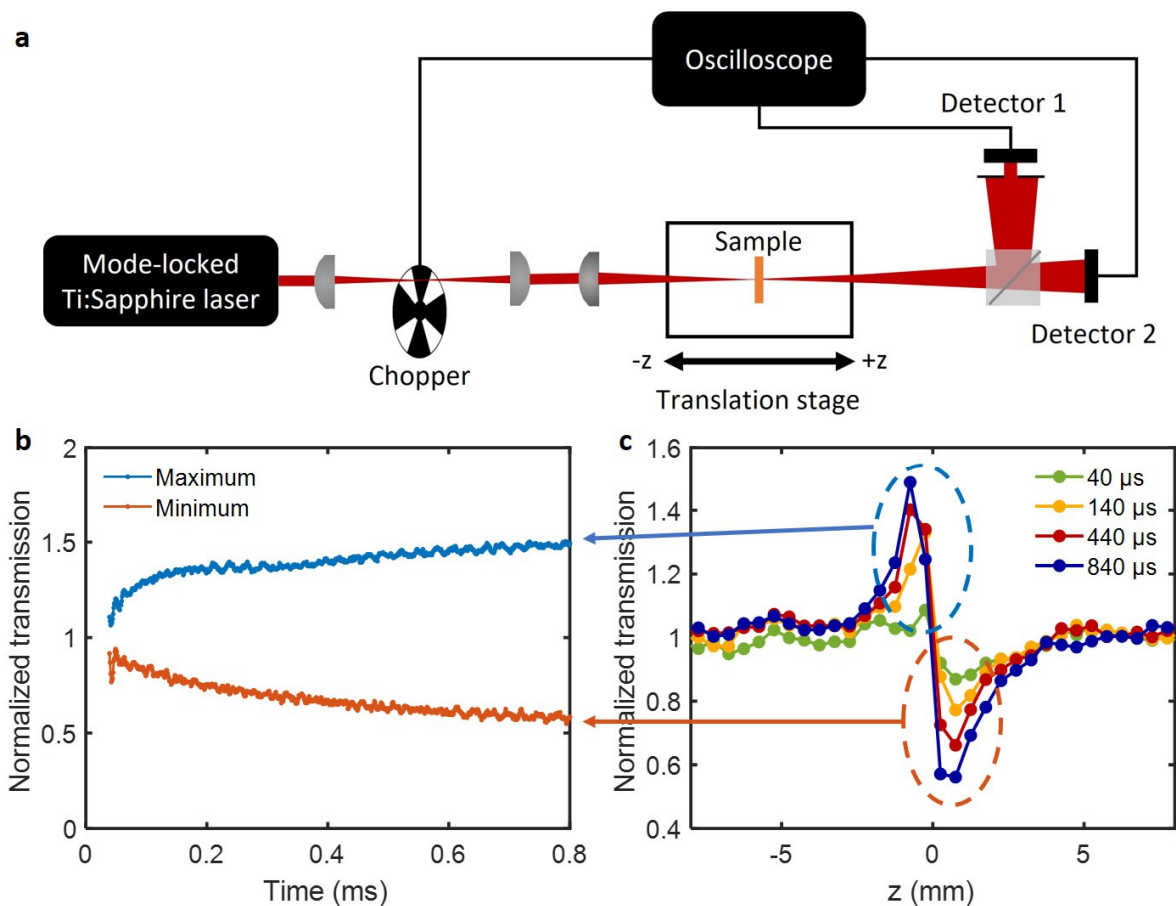 a
Oscilloscope
Detector 1
Mode-locked
Ti:Sapphire laser
Chopper
Sample
-z
+z
Translation stage
Detector 2
b
Normalized transmission
2
1.5
1
0.5
0
Maximum
Minimum
0
0.2
0.4
0.6
0.8
Time (ms)
c
Normalized transmission
1.6
1.4
1.2
1
0.8
0.6
0.4
40 µs
140 µs
440 µs
840 µs
-5
0
5
z (mm)